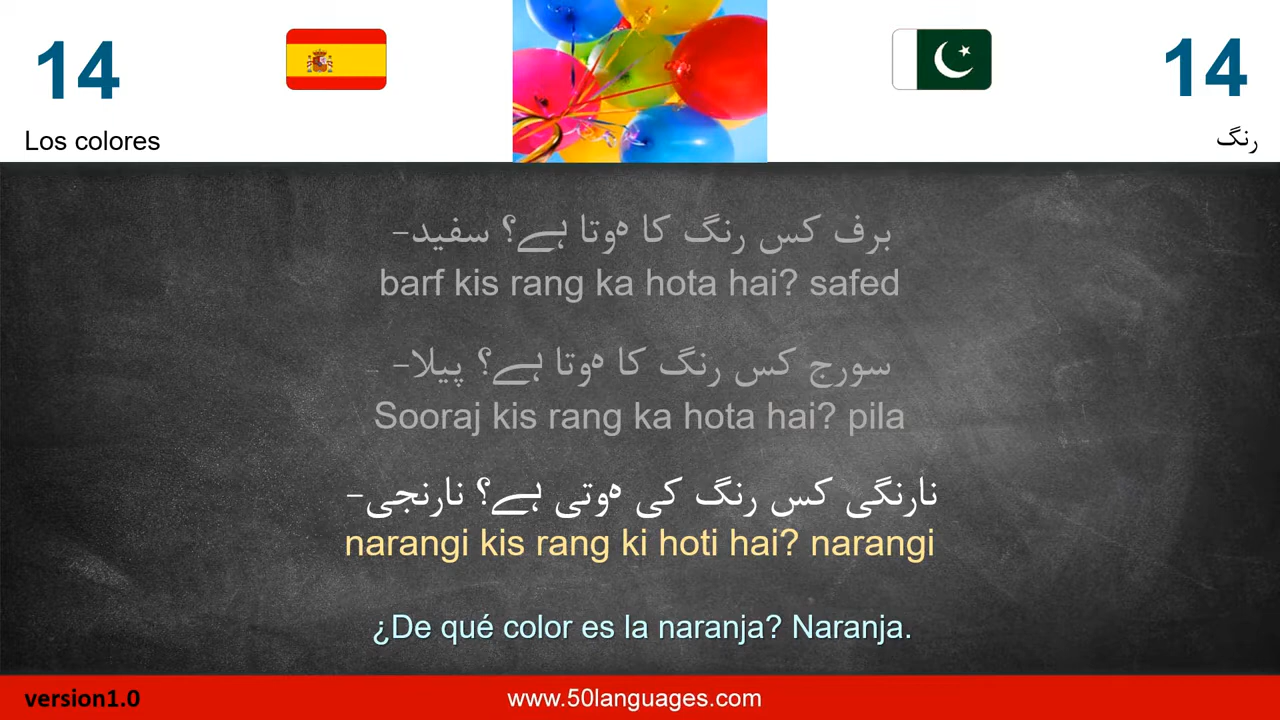 14
14
Los colores
رنگ
برف کس رنگ کا ہوتا ہے؟ سفید-
barf kis rang ka hota hai? safed
سورج کس رنگ کا ہوتا ہے؟ پیلا- -
Sooraj kis rang ka hota hai? pila
نارنگی کس رنگ کی ہوتی ہے؟ نارنجی-
narangi kis rang ki hoti hai? narangi
¿De qué color es la naranja? Naranja.
version1.0
www.50languages.com